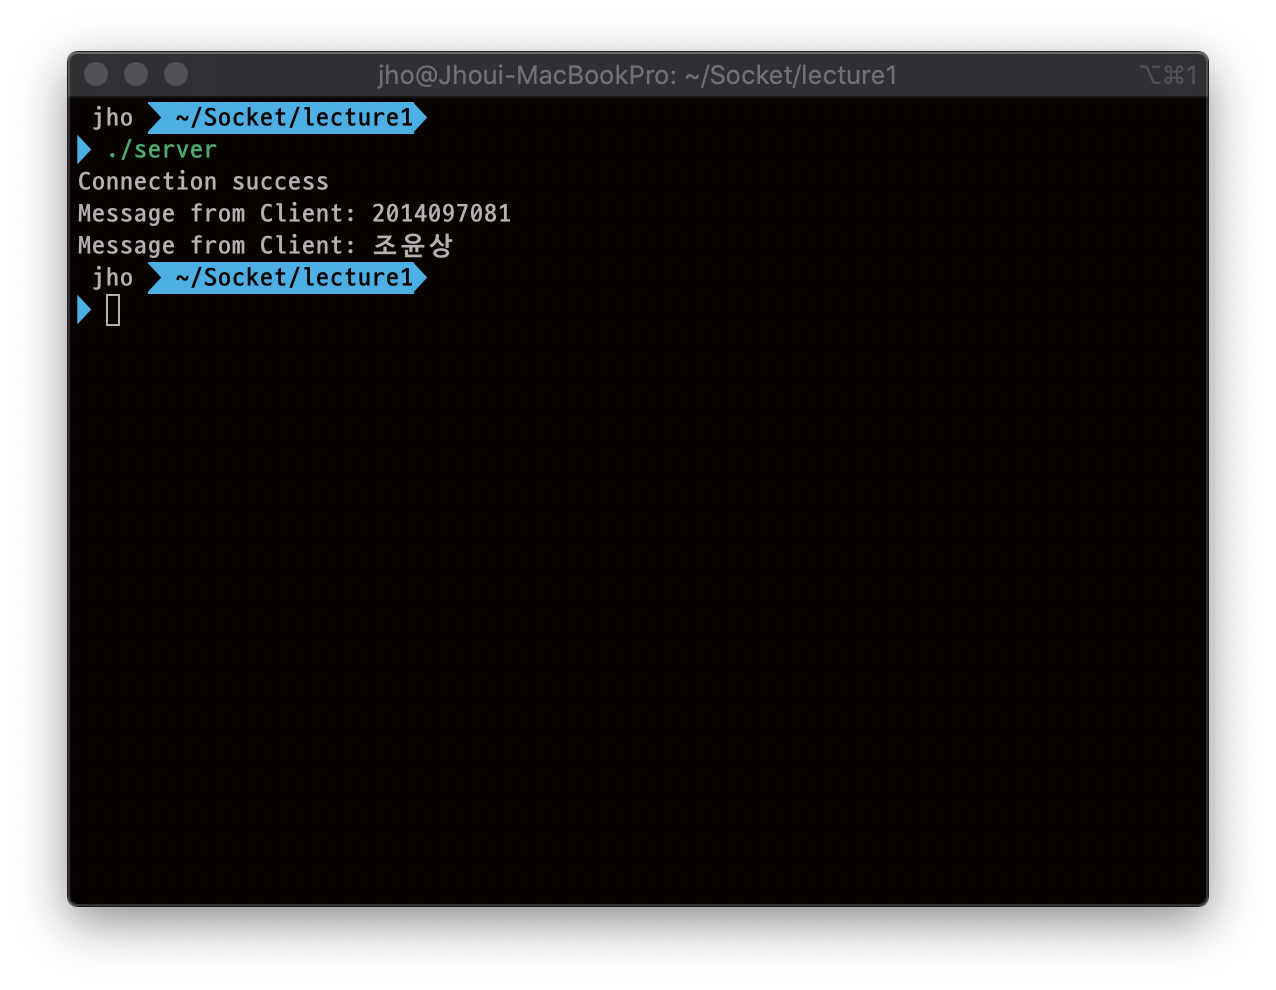 jho@Jhoui-MacBookPro: ~/Socket/lecture1 ⌥⌘1
jho ~/Socket/lecture1
./server
Connection success
Message from Client: 2014097081
Message from Client: 조윤상
jho ~/Socket/lecture1